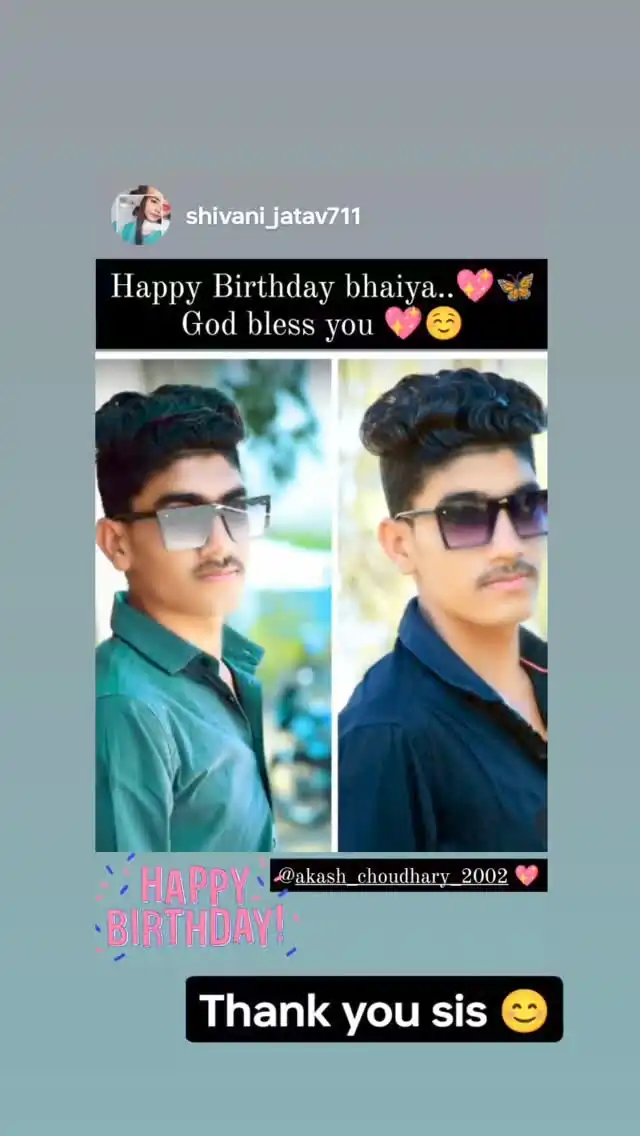 shivani_jatav711
Happy Birthday bhaiya..💖🦋
God bless you 💖☺️
@akash_choudhary_2002 💖
HAPPY
BIRTHDAY!
Thank you sis 😊